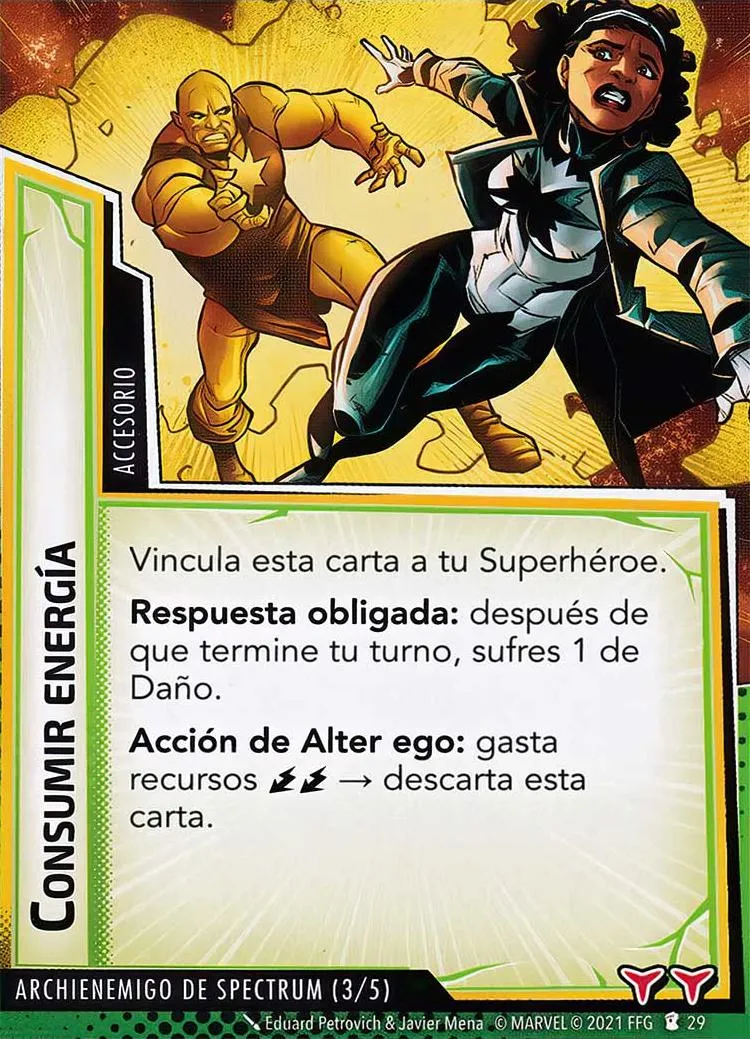 ACCESORIO
CONSUMIR ENERGÍA
Vincula esta carta a tu Superhéroe.
Respuesta obligada: después de
que termine tu turno, sufres 1 de
Daño.
Acción de Alter ego: gasta
recursos → descarta esta
carta.
ARCHIENEMIGO DE SPECTRUM (3/5)
Eduard Petrovich & Javier Mena © MARVEL © 2021 FFG 29